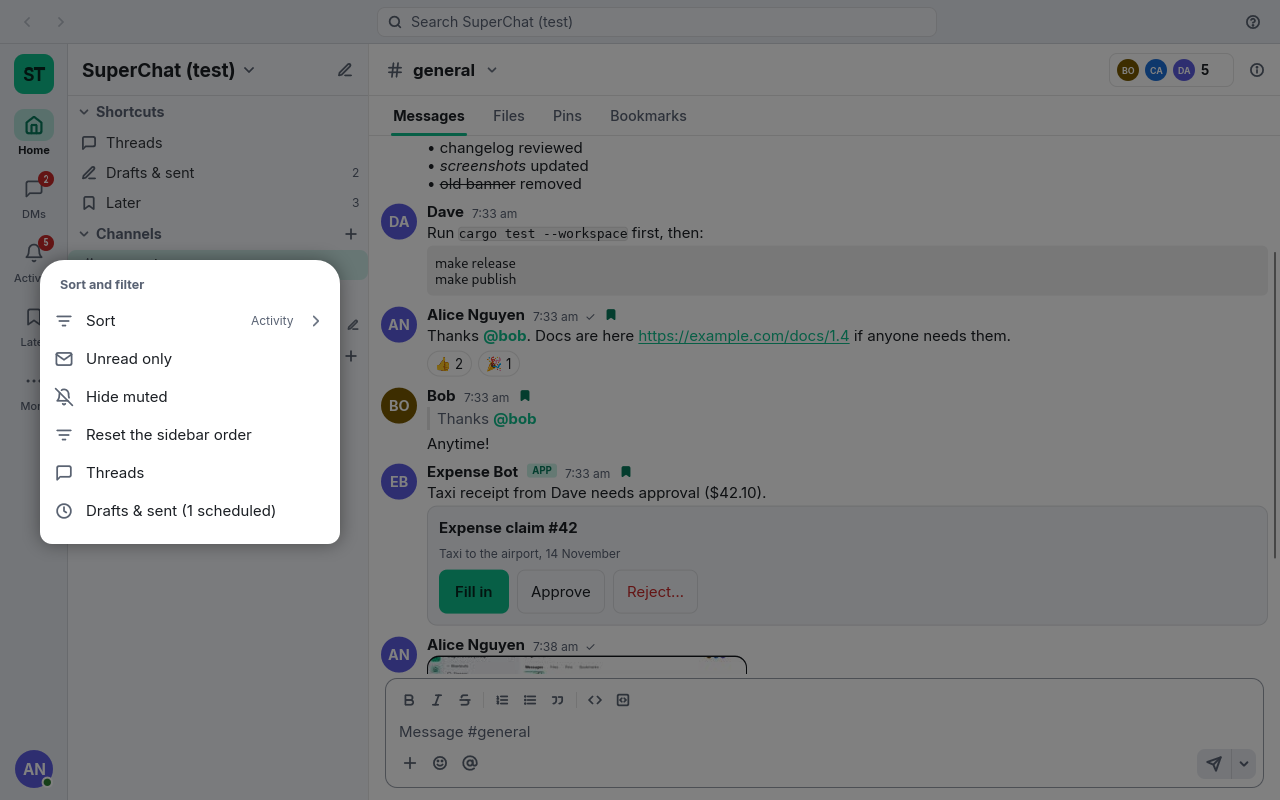 Search SuperChat (test)
ST
SuperChat (test)
general
BO
CA
DA
5
Home
Shortcuts
Threads
Drafts & sent
2
Later
3
Channels
2
DMs
5
Messages
Files
Pins
Bookmarks
• changelog reviewed
• screenshots updated
• old banner removed
DA
Dave
7:33 am
Run cargo test --workspace first, then:
make release
make publish
Sort and filter
Sort
Activity
Unread only
Hide muted
Reset the sidebar order
Threads
Drafts & sent (1 scheduled)
AN
Alice Nguyen
7:33 am
Thanks @bob. Docs are here https://example.com/docs/1.4 if anyone needs them.
👍 2
🎉 1
BO
Bob
7:33 am
Thanks @bob
Anytime!
EB
Expense Bot
APP
7:33 am
Taxi receipt from Dave needs approval ($42.10).
Expense claim #42
Taxi to the airport, 14 November
Fill in
Approve
Reject...
AN
Alice Nguyen
7:38 am
Message #general
AN